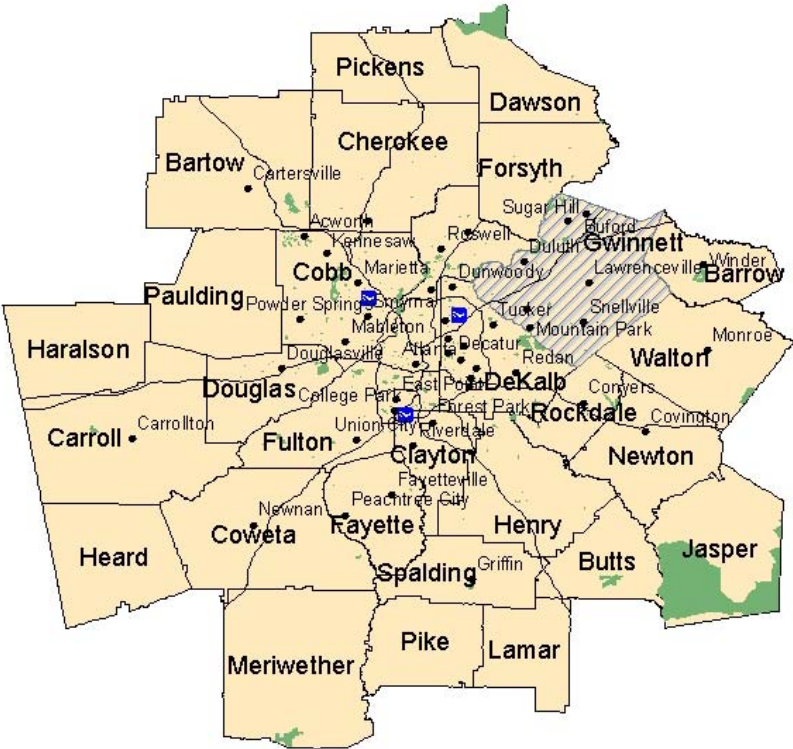 Pickens
Dawson
Cherokee
Bartow
Forsyth
Cartersville
Sugar Hill
Buford
Acworth
Roswell
Gwinnett
Kennesaw
Duluth
Cobb
Marietta
Dunwoody
Lawrenceville
Winder
Barrow
Paulding
Powder Springs
Smyrna
Tucker
Snellville
Mableton
Mountain Park
Monroe
Haralson
Atlanta
Decatur
Douglasville
Redan
Walton
Douglas
College Park
East Point
DeKalb
Conyers
Forest Park
Rockdale
Carroll
Carrollton
Fulton
Union City
Riverdale
Covington
Clayton
Newton
Fayetteville
Peachtree City
Newnan
Coweta
Fayette
Henry
Heard
Jasper
Spalding
Griffin
Butts
Pike
Lamar
Meriwether